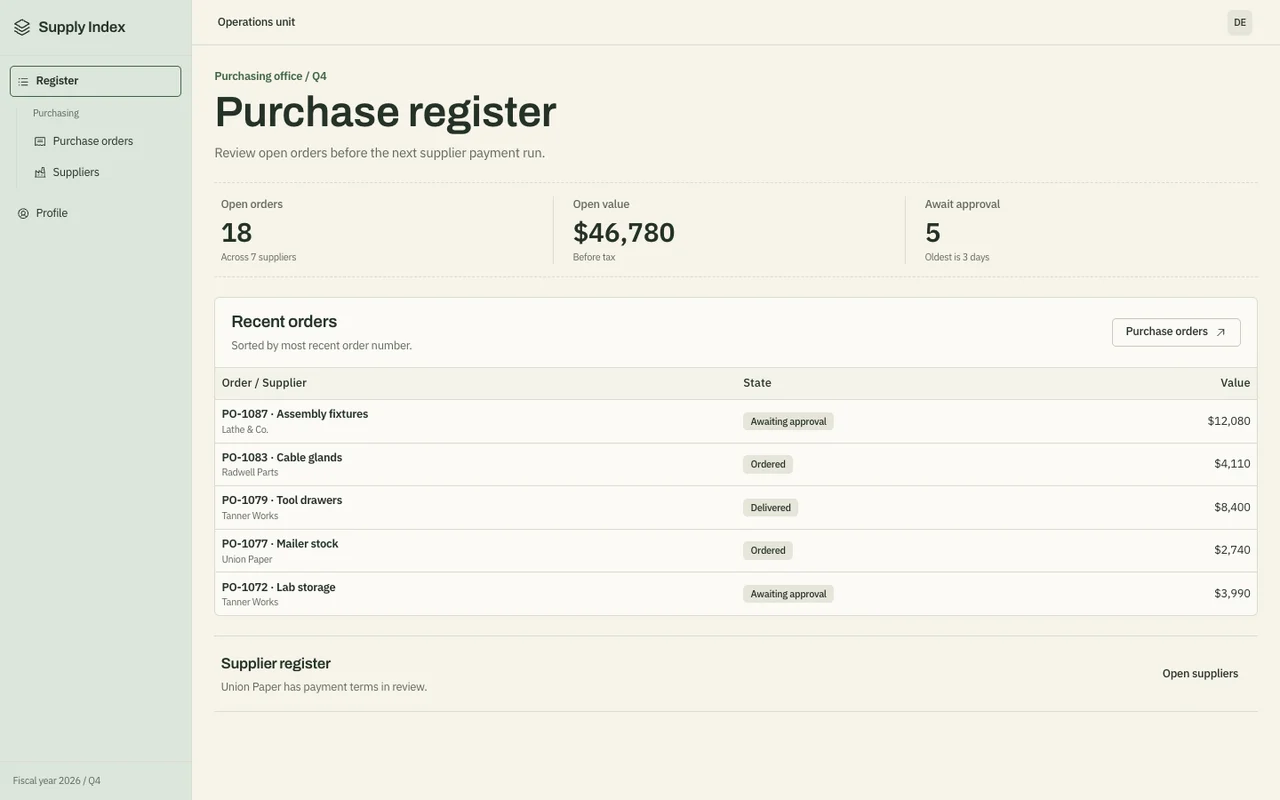 Supply Index
Operations unit
DE
Register
Purchasing
Purchase orders
Suppliers
Profile
Fiscal year 2026 / Q4
Purchasing office / Q4
Purchase register
Review open orders before the next supplier payment run.
Open orders
18
Across 7 suppliers
Open value
$46,780
Before tax
Await approval
5
Oldest is 3 days
Recent orders
Sorted by most recent order number.
Purchase orders
Order / Supplier State Value
PO-1087 · Assembly fixtures
Lathe & Co.
Awaiting approval
$12,080
PO-1083 · Cable glands
Radwell Parts
Ordered
$4,110
PO-1079 · Tool drawers
Tanner Works
Delivered
$8,400
PO-1077 · Mailer stock
Union Paper
Ordered
$2,740
PO-1072 · Lab storage
Tanner Works
Awaiting approval
$3,990
Supplier register
Union Paper has payment terms in review.
Open suppliers